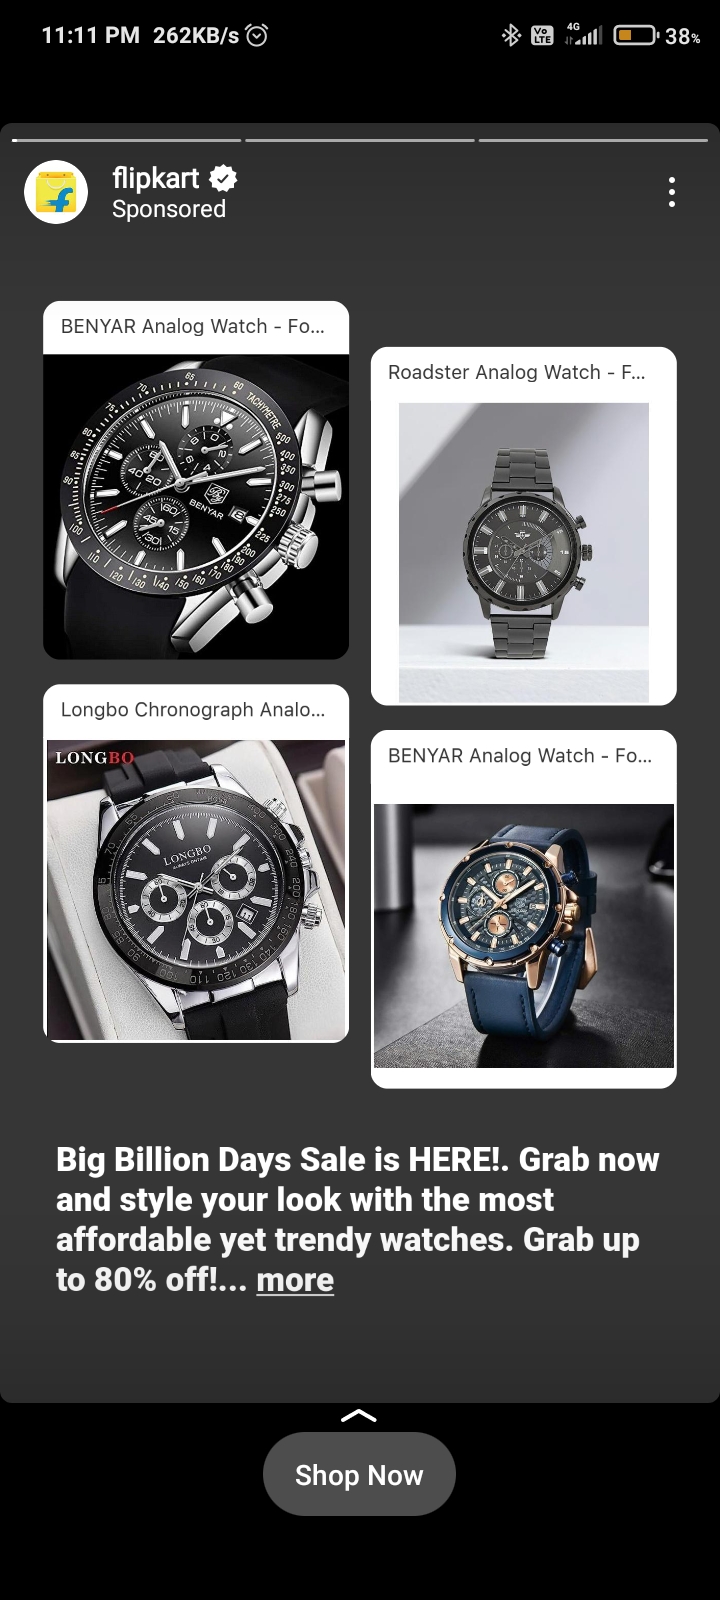 11:11 PM 262KB/s
Vo LTE 4G 38%
flipkart
Sponsored
BENYAR Analog Watch - Fo...
TACHYMETRE
BENYAR
Roadster Analog Watch - F...
Longbo Chronograph Analo...
LONGBO
LONGBO
BENYAR Analog Watch - Fo...
Big Billion Days Sale is HERE!. Grab now
and style your look with the most
affordable yet trendy watches. Grab up
to 80% off!... more
Shop Now